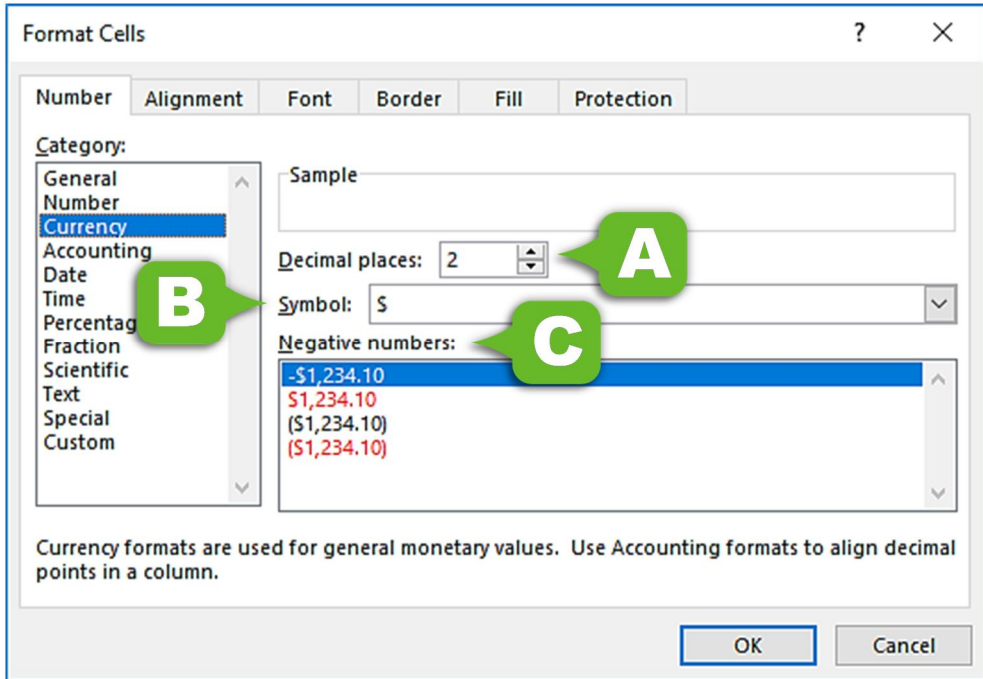 Format Cells ?
Number Alignment Font Border Fill Protection
Category:
General
Number
Currency
Accounting
Date
Time
Percentag
Fraction
Scientific
Text
Special
Custom
Sample
Decimal places: 2
A
B
Symbol: $
Negative numbers:
C
-$1,234.10
$1,234.10
($1,234.10)
($1,234.10)
Currency formats are used for general monetary values. Use Accounting formats to align decimal
points in a column.
OK Cancel